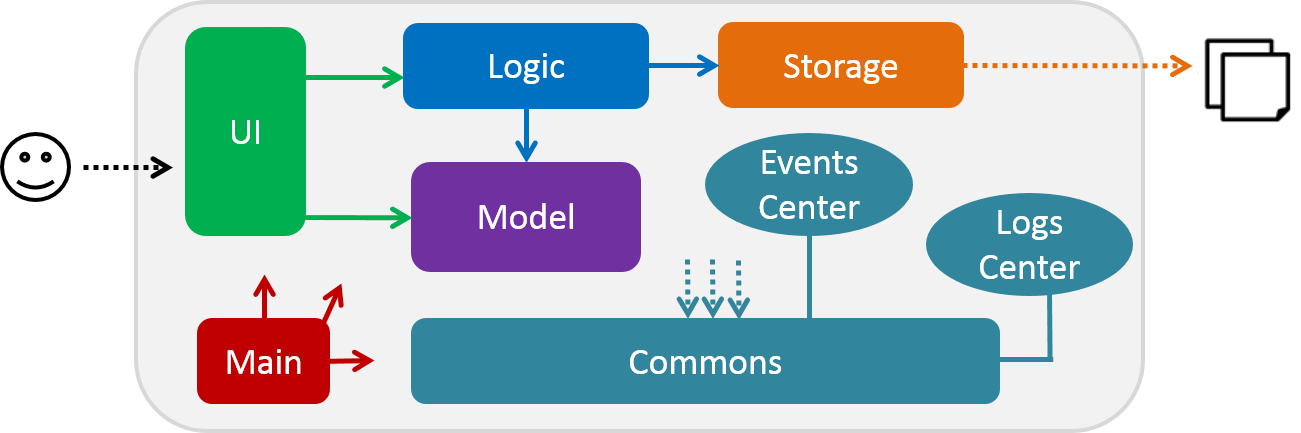 UI
Logic
Storage
Model
Events
Center
Logs
Center
Main
Commons